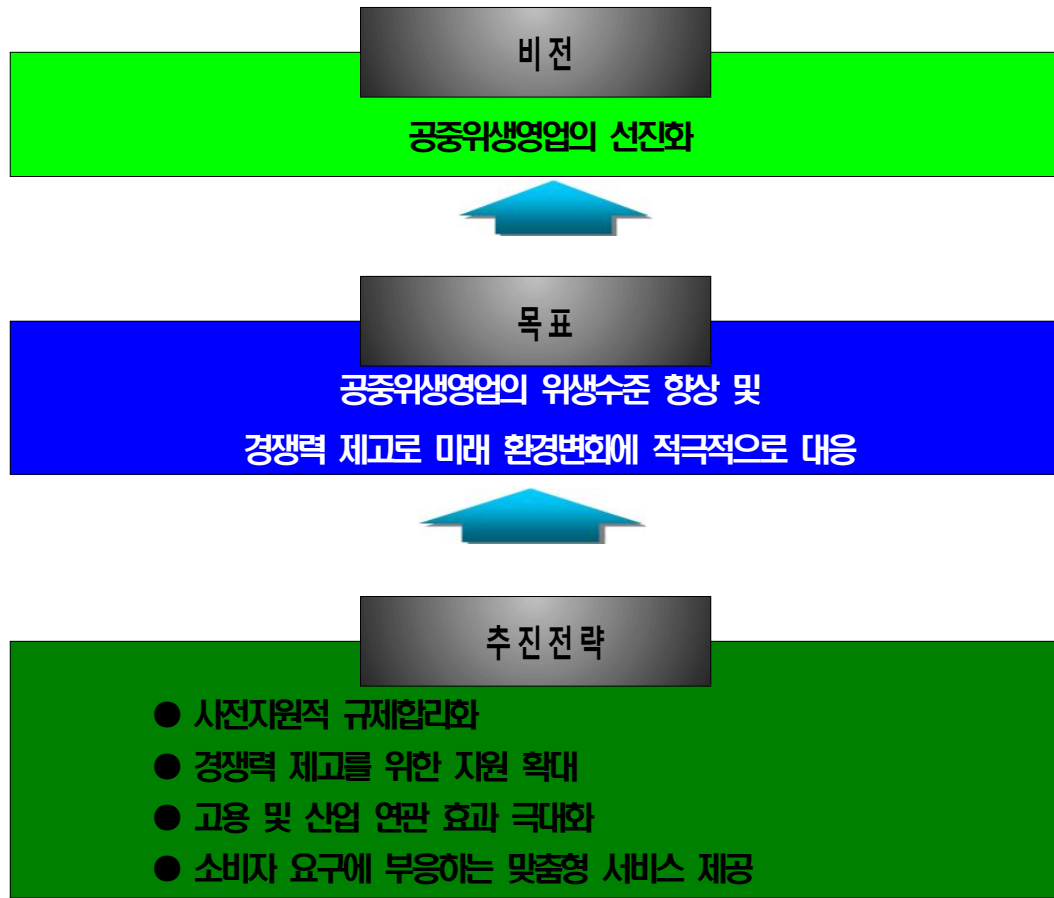 비전
공중위생영업의 선진화
목표
공중위생영업의 위생수준 향상 및
경쟁력 제고로 미래 환경변화에 적극적으로 대응
추진전략
● 사전지원적 규제합리화
● 경쟁력 제고를 위한 지원 확대
● 고용 및 산업 연관 효과 극대화
● 소비자 요구에 부응하는 맞춤형 서비스 제공